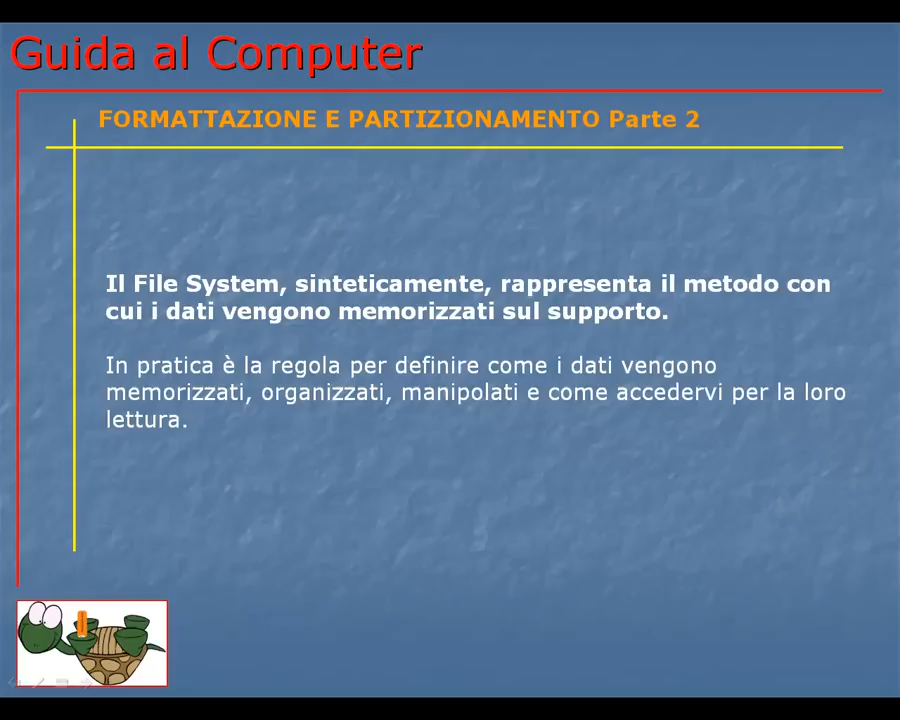 Guida al Computer
FORMATTAZIONE E PARTIZIONAMENTO Parte 2
Il File System, sinteticamente, rappresenta il metodo con
cui i dati vengono memorizzati sul supporto.
In pratica è la regola per definire come i dati vengono
memorizzati, organizzati, manipolati e come accedervi per la loro
lettura.